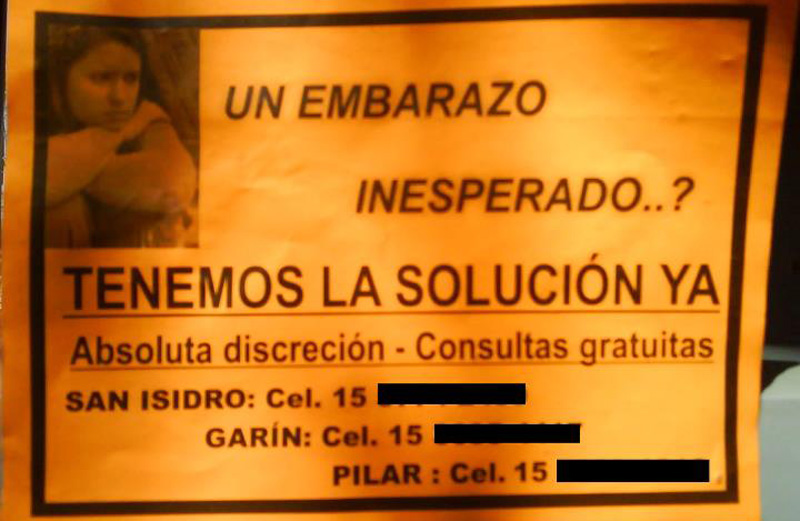 UN EMBARAZO
INESPERADO..?
TENEMOS LA SOLUCIÓN YA
Absoluta discreción - Consultas gratuitas
SAN ISIDRO: Cel. 15
GARÍN: Cel. 15
PILAR : Cel. 15